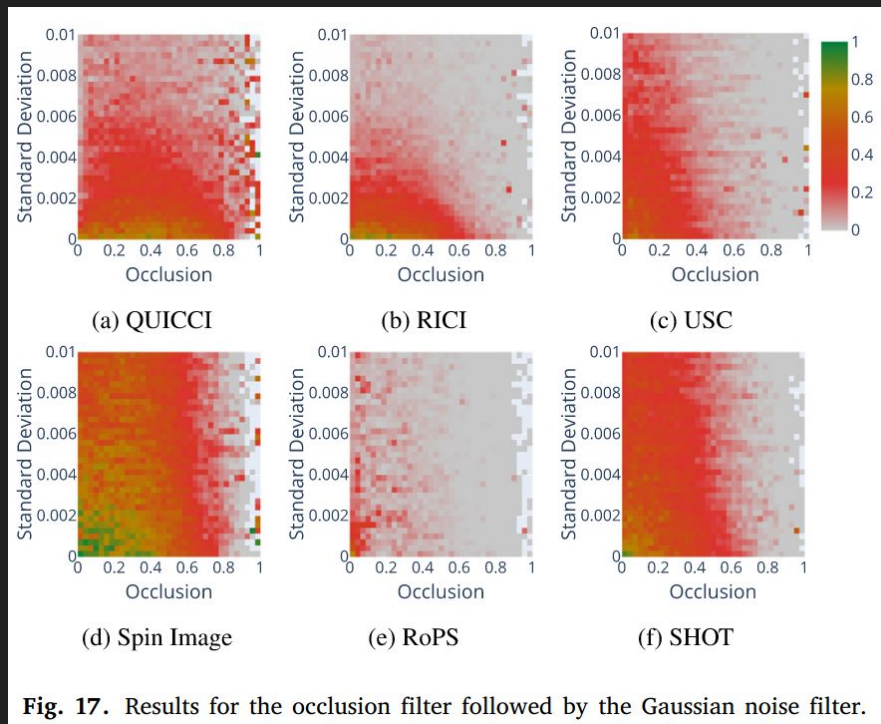 0.01
0.008
0.006
0.004
0.002
0
Standard Deviation
0 0.2 0.4 0.6 0.8 1
Occlusion
(a) QUICCI
0.01
0.008
0.006
0.004
0.002
0
Standard Deviation
0 0.2 0.4 0.6 0.8 1
Occlusion
(b) RICI
0.01
0.008
0.006
0.004
0.002
0
Standard Deviation
0 0.2 0.4 0.6 0.8 1
Occlusion
(c) USC
1
0.8
0.6
0.4
0.2
0
0.01
0.008
0.006
0.004
0.002
0
Standard Deviation
0 0.2 0.4 0.6 0.8 1
Occlusion
(d) Spin Image
0.01
0.008
0.006
0.004
0.002
0
Standard Deviation
0 0.2 0.4 0.6 0.8 1
Occlusion
(e) RoPS
0.01
0.008
0.006
0.004
0.002
0
Standard Deviation
0 0.2 0.4 0.6 0.8 1
Occlusion
(f) SHOT
Fig. 17. Results for the occlusion filter followed by the Gaussian noise filter.